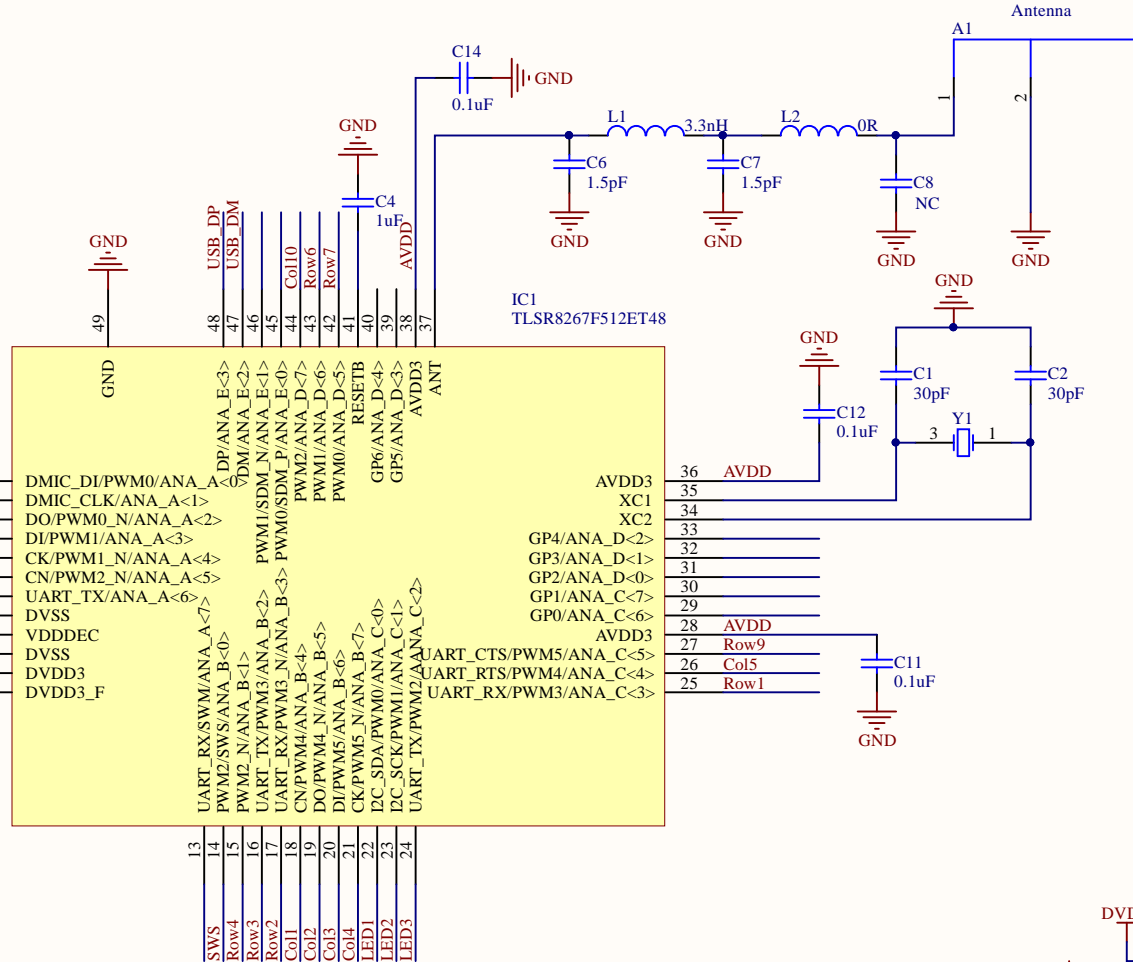 Antenna
A1
C14
GND
0.1uF
1
2
L1
3.3nH
L2
0R
GND
C6
1.5pF
C7
1.5pF
C8
NC
C4
1uF
USB_DP
USB_DM
Col10
Row6
Row7
AVDD
GND
GND
GND
GND
GND
GND
IC1
TLSR8267F512ET48
49
48
47
46
45
44
43
42
41
40
39
38
37
GND
C1
30pF
C2
30pF
C12
0.1uF
Y1
3
1
GND
DP/ANA_E<3>
DM/ANA_E<2>
PWM1/SDM_N/ANA_E<1>
PWM0/SDM_P/ANA_E<0>
PWM2/ANA_D<7>
PWM1/ANA_D<6>
PWM0/ANA_D<5>
RESETB
GP6/ANA_D<4>
GP5/ANA_D<3>
AVDD3
ANT
DMIC_DI/PWM0/ANA_A<0>
DMIC_CLK/ANA_A<1>
DO/PWM0_N/ANA_A<2>
DI/PWM1/ANA_A<3>
CK/PWM1_N/ANA_A<4>
CN/PWM2_N/ANA_A<5>
UART_TX/ANA_A<6>
DVSS
VDDDEC
DVSS
DVDD3
DVDD3_F
AVDD3 36 AVDD
XC1 35
XC2 34
GP4/ANA_D<2> 33
GP3/ANA_D<1> 32
GP2/ANA_D<0> 31
GP1/ANA_C<7> 30
GP0/ANA_C<6> 29
AVDD3 28 AVDD
UART_CTS/PWM5/ANA_C<5> 27 Row9
UART_RTS/PWM4/ANA_C<4> 26 Col5
UART_RX/PWM3/ANA_C<3> 25 Row1
C11
0.1uF
GND
UART_RX/SWM/ANA_A<7>
PWM2/SWS/ANA_B<0>
PWM2_N/ANA_B<1>
UART_TX/PWM3/ANA_B<2>
UART_RX/PWM3_N/ANA_B<3>
CN/PWM4/ANA_B<4>
DO/PWM4_N/ANA_B<5>
DI/PWM5/ANA_B<6>
CK/PWM5_N/ANA_B<7>
I2C_SDA/PWM0/ANA_C<0>
I2C_SCK/PWM1/ANA_C<1>
UART_TX/PWM2/AANA_C<2>
13
14
15
16
17
18
19
20
21
22
23
24
SWS
Row4
Row3
Row2
Col1
Col2
Col3
Col4
LED1
LED2
LED3